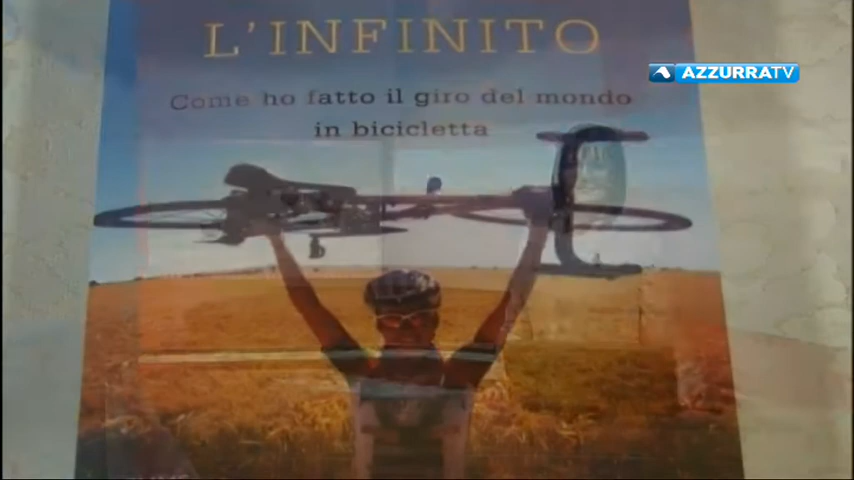 L'INFINITO
AZZURRATV
Come ho fatto il giro del mondo
in bicicletta